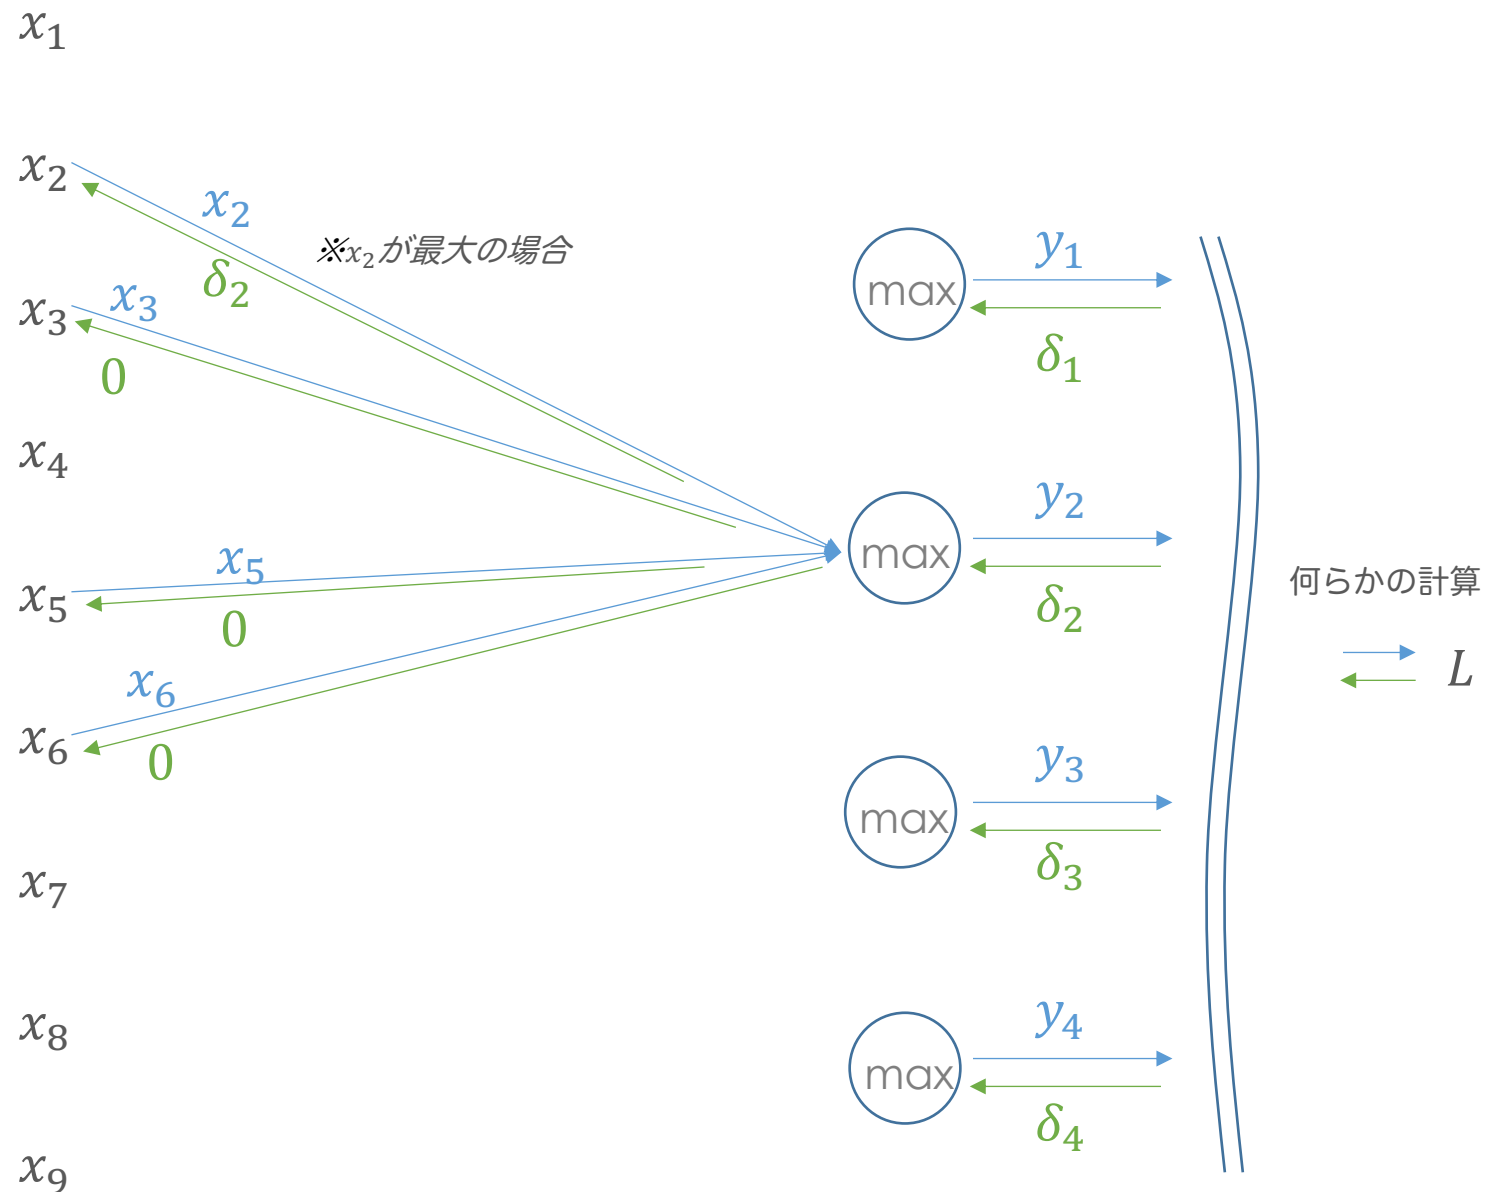 x₁
x₂
x₂
※x₂が最大の場合
δ₂
x₃
x₃
0
x₄
x₅
x₅
0
x₆
x₆
0
x₇
x₈
x₉
max
y₁
δ₁
max
y₂
δ₂
max
y₃
δ₃
max
y₄
δ₄
何らかの計算
L